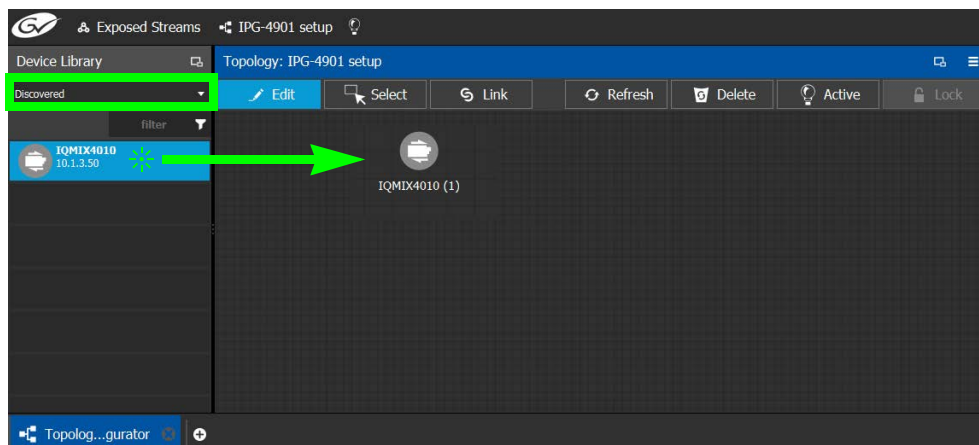 GV Exposed Streams IPG-4901 setup
Device Library
Topology: IPG-4901 setup
Discovered
Edit Select Link Refresh Delete Active Lock
filter
IQMIX4010
10.1.3.50
IQMIX4010 (1)
Topolog...gurator